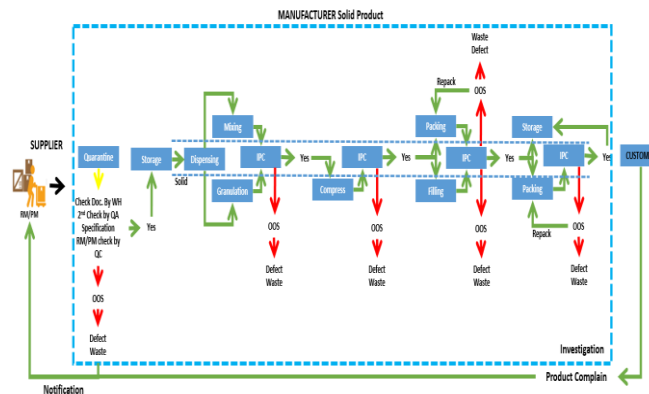 MANUFACTURER Solid Product
Waste
Defect
Repack
OOS
SUPPLIER
Mixing
Packing
Storage
Quarantine
Storage
Dispensing
IPC
Yes
IPC
Yes
IPC
Yes
IPC
Yes
CUSTOME
Solid
Granulation
Compress
Filling
Packing
RM/PM
Check Doc. By WH
2nd Check by QA
Specification
RM/PM check by
QC
Yes
Repack
OOS
OOS
OOS
OOS
Defect
Waste
Defect
Waste
Defect
Waste
Defect
Waste
OOS
Defect
Waste
Investigation
Product Complain
Notification